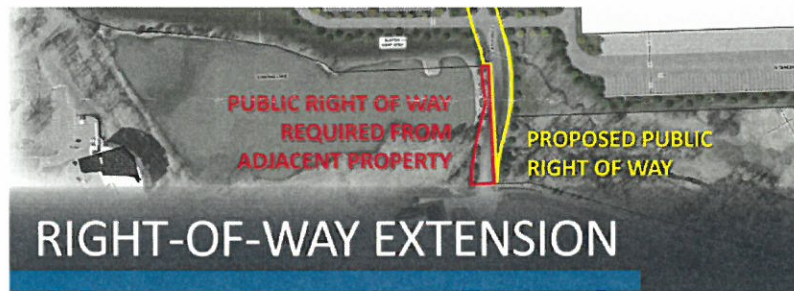 PUBLIC RIGHT OF WAY
REQUIRED FROM
ADJACENT PROPERTY
PROPOSED PUBLIC
RIGHT OF WAY
RIGHT-OF-WAY EXTENSION